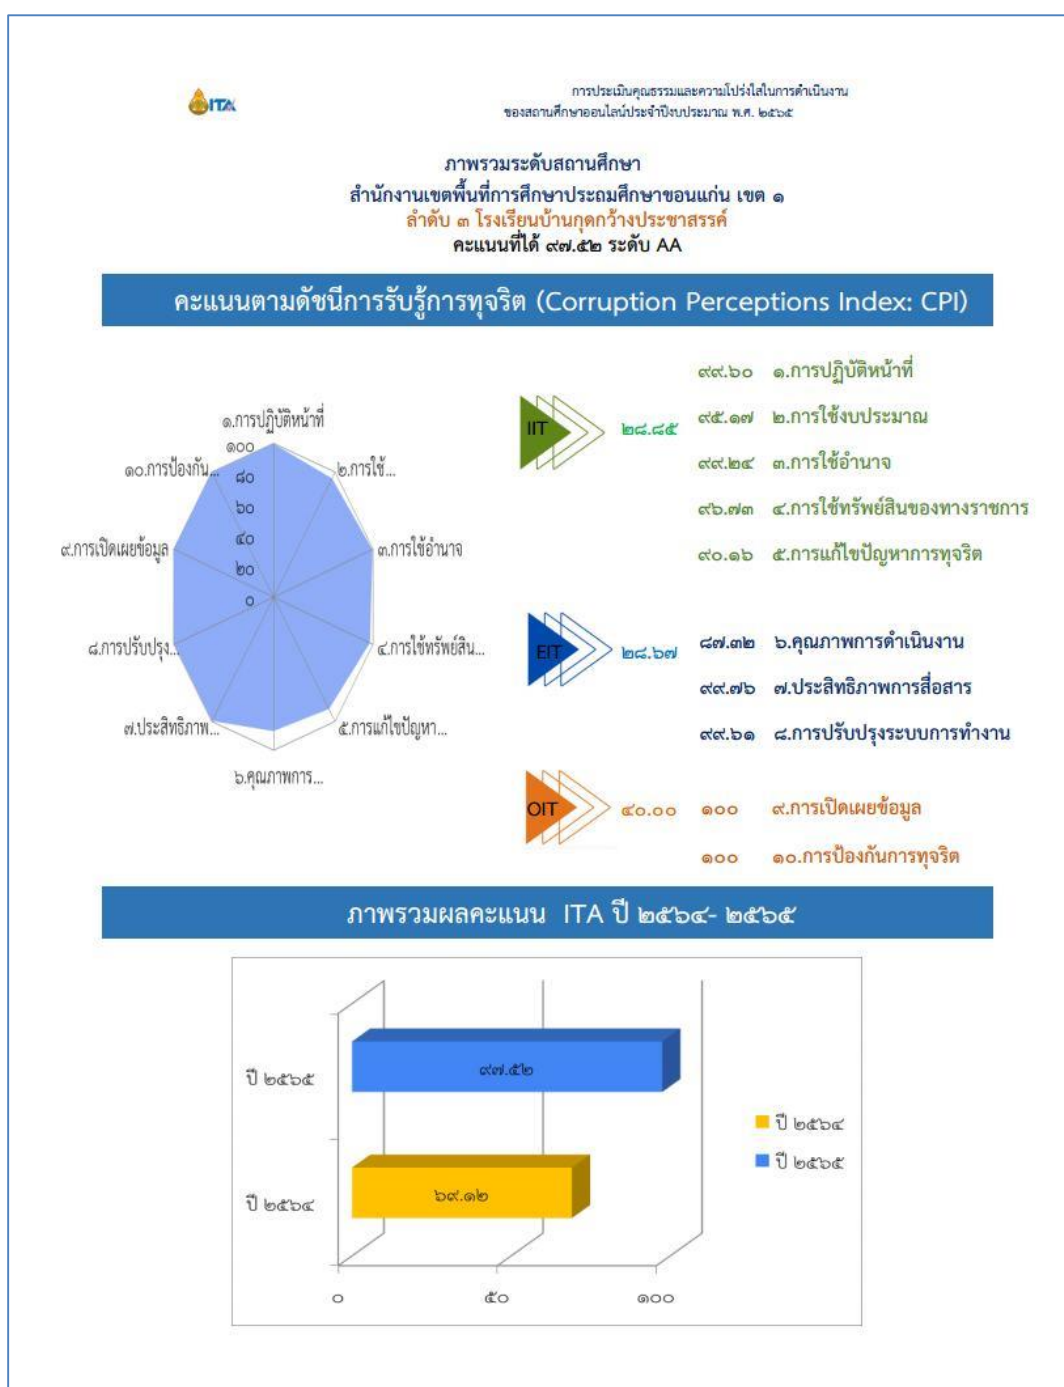 ITA
การประเมินคุณธรรมและความโปร่งใสในการดำเนินงาน
ของสถานศึกษาออนไลน์ประจำปีงบประมาณ พ.ศ. ๒๕๖๕
ภาพรวมระดับสถานศึกษา
สำนักงานเขตพื้นที่การศึกษาประถมศึกษาขอนแก่น เขต ๑
ลำดับ ๓ โรงเรียนบ้านกุดกว้างประชาสรรค์
คะแนนที่ได้ ๙๗.๕๒ ระดับ AA
คะแนนตามดัชนีการรับรู้การทุจริต (Corruption Perceptions Index: CPI)
๑.การปฏิบัติหน้าที่
๒.การใช้...
๓.การใช้อำนาจ
๔.การใช้ทรัพย์สิน...
๕.การแก้ไขปัญหา...
๖.คุณภาพการ...
๗.ประสิทธิภาพ...
๘.การปรับปรุง...
๙.การเปิดเผยข้อมูล
๑๐.การป้องกัน...
๑๐๐
๘๐
๖๐
๔๐
๒๐
๐
IIT ๒๘.๘๕
๙๙.๖๐ ๑.การปฏิบัติหน้าที่
๙๕.๑๗ ๒.การใช้งบประมาณ
๙๙.๒๔ ๓.การใช้อำนาจ
๙๖.๗๓ ๔.การใช้ทรัพย์สินของทางราชการ
๙๐.๑๖ ๕.การแก้ไขปัญหาการทุจริต
EIT ๒๘.๖๗
๘๗.๓๒ ๖.คุณภาพการดำเนินงาน
๙๙.๗๖ ๗.ประสิทธิภาพการสื่อสาร
๙๙.๖๑ ๘.การปรับปรุงระบบการทำงาน
OIT ๔๐.๐๐
๑๐๐ ๙.การเปิดเผยข้อมูล
๑๐๐ ๑๐.การป้องกันการทุจริต
ภาพรวมผลคะแนน ITA ปี ๒๕๖๔- ๒๕๖๕
ปี ๒๕๖๕ ๙๗.๕๒
ปี ๒๕๖๔ ๖๙.๑๒
๐ ๕๐ ๑๐๐
ปี ๒๕๖๔
ปี ๒๕๖๕